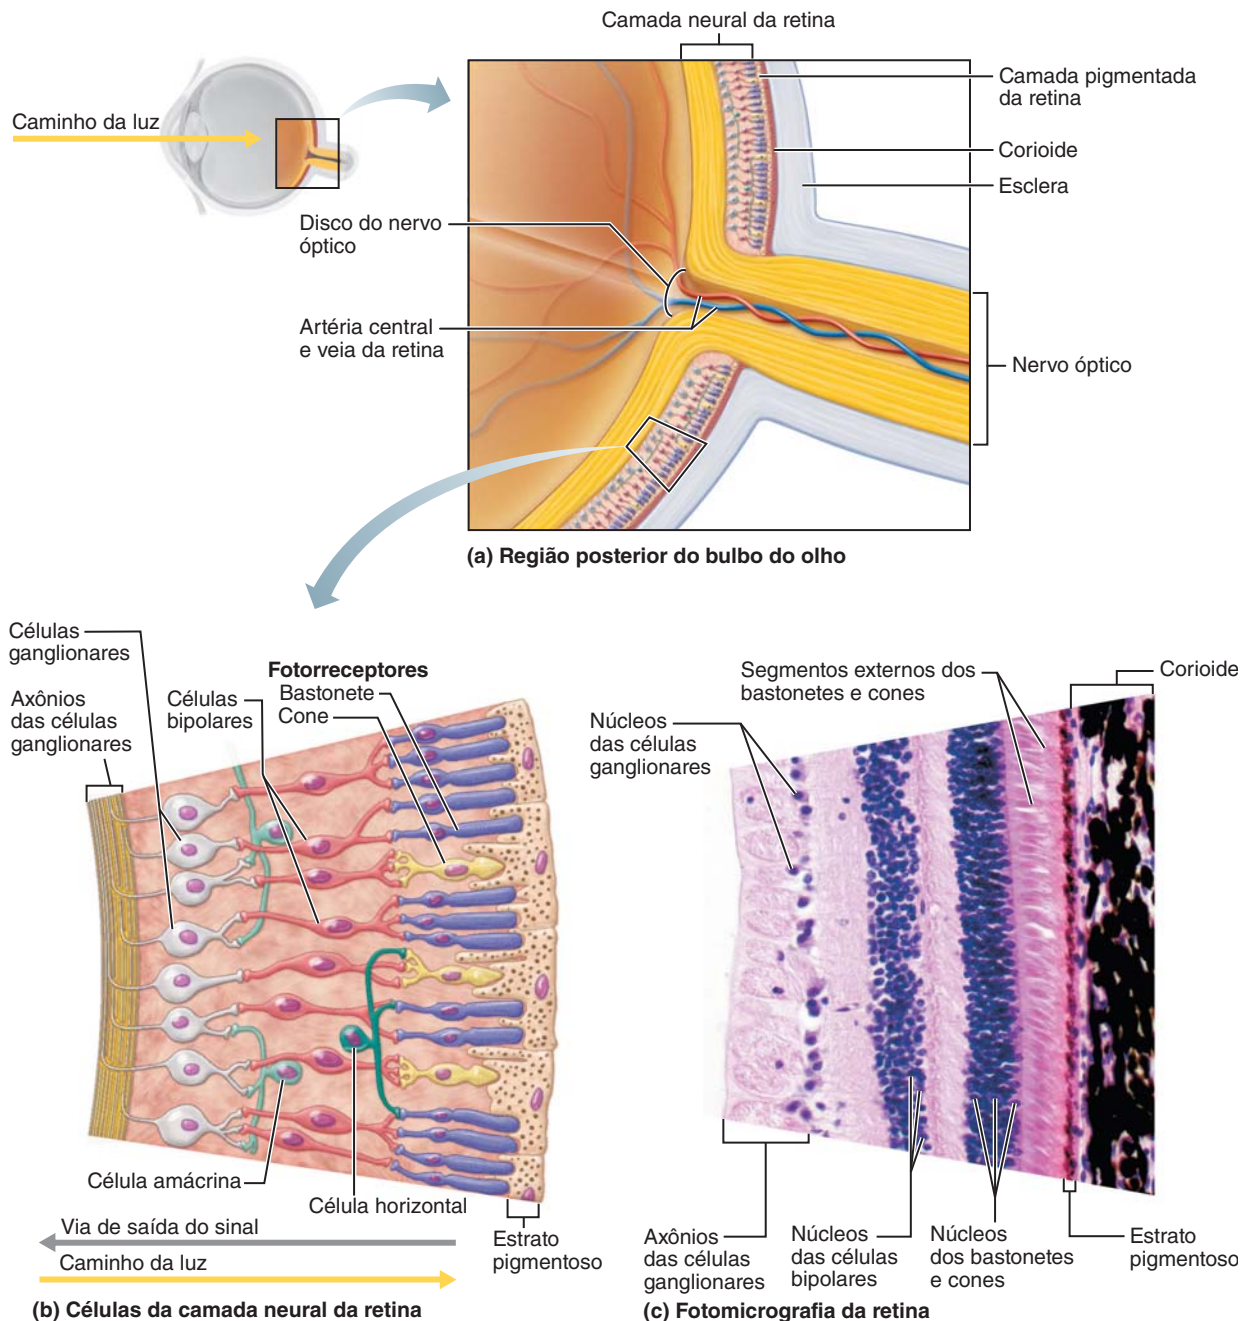 Camada neural da retina
Camada pigmentada
da retina
Caminho da luz
Corioide
Esclera
Disco do nervo
óptico
Artéria central
e veia da retina
Nervo óptico
(a) Região posterior do bulbo do olho
Células
ganglionares
Axônios
das células
ganglionares
Células
bipolares
Fotorreceptores
Bastonete
Cone
Célula amácrina
Célula horizontal
Via de saída do sinal
Caminho da luz
Estrato
pigmentoso
(b) Células da camada neural da retina
Segmentos externos dos
bastonetes e cones
Corioide
Núcleos
das células
ganglionares
Axônios
das células
ganglionares
Núcleos
das células
bipolares
Núcleos
dos bastonetes
e cones
Estrato
pigmentoso
(c) Fotomicrografia da retina